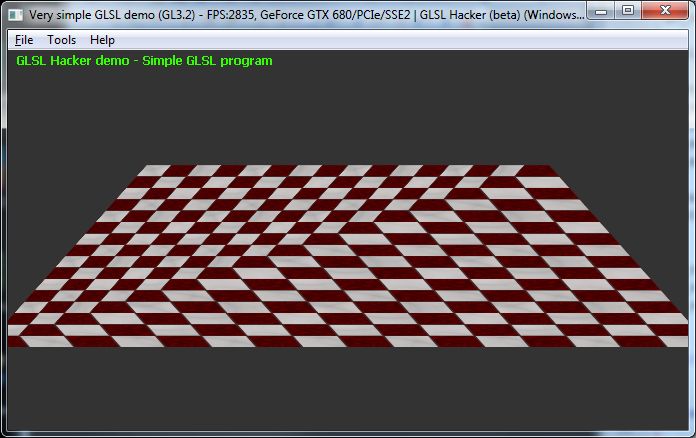 Very simple GLSL demo (GL3.2) - FPS:2835, GeForce GTX 680/PCIe/SSE2 | GLSL Hacker (beta) (Windows...
File Tools Help
GLSL Hacker demo - Simple GLSL program